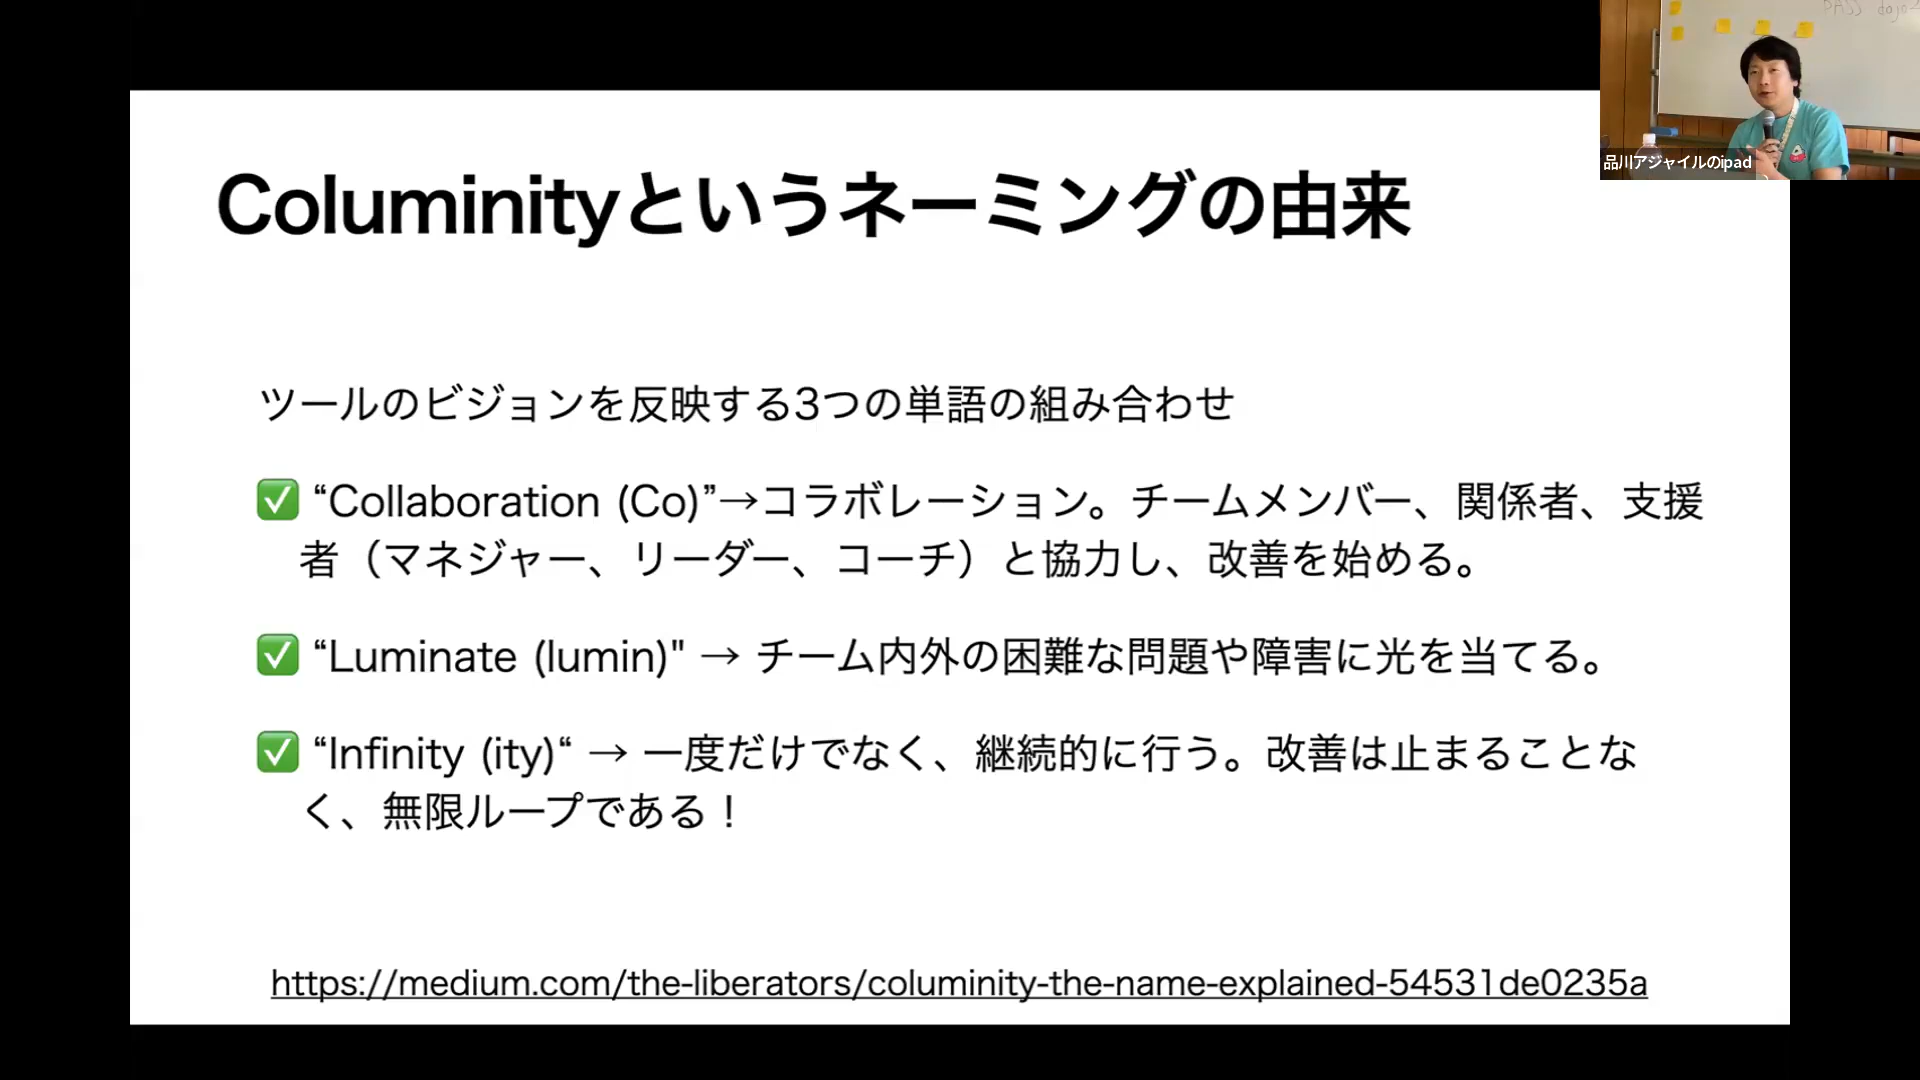 Columinityというネーミングの由来
ツールのビジョンを反映する3つの単語の組み合わせ
✅ “Collaboration (Co)”→コラボレーション。チームメンバー、関係者、支援
者（マネジャー、リーダー、コーチ）と協力し、改善を始める。
✅ “Luminate (lumin)" → チーム内外の困難な問題や障害に光を当てる。
✅ “Infinity (ity)“ → 一度だけでなく、継続的に行う。改善は止まることな
く、無限ループである！
https://medium.com/the-liberators/columinity-the-name-explained-54531de0235a
品川アジャイルのipad